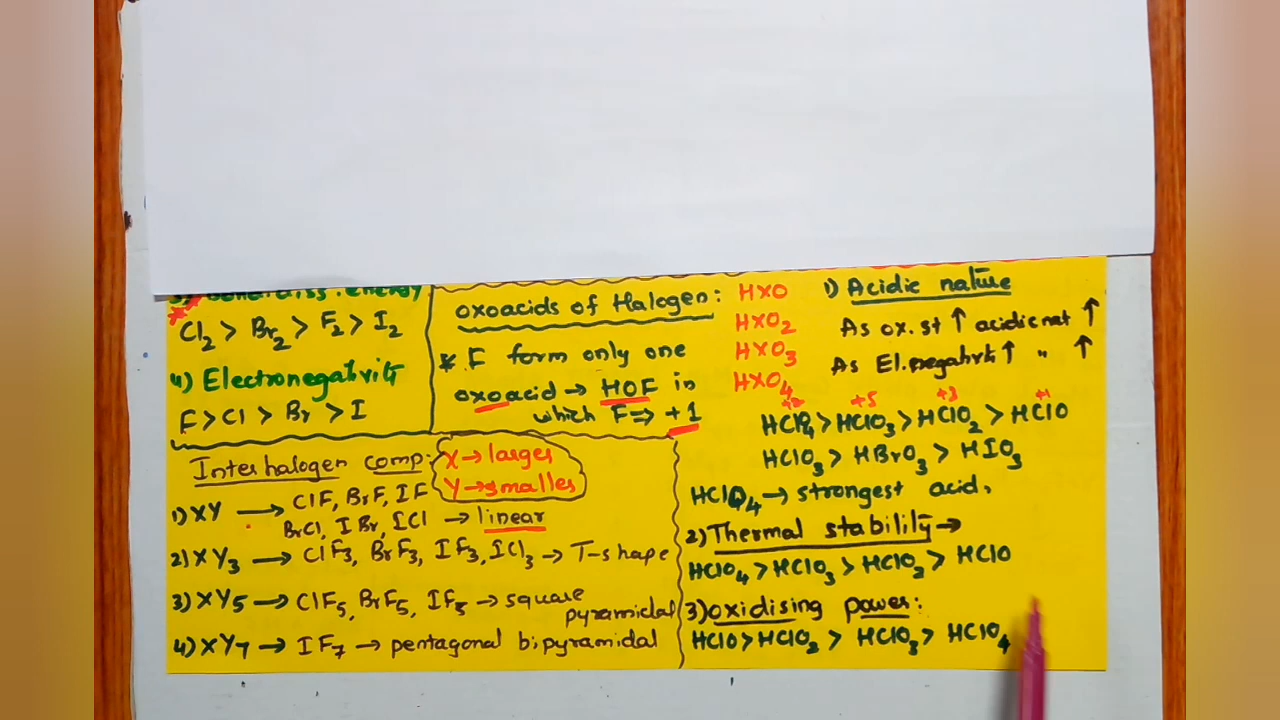 Cl₂ > Br₂ > F₂ > I₂
4) Electronegativity
F > Cl > Br > I
oxoacids of Halogen:
* F form only one
oxoacid → HOF in
which F ⇒ +1
HXO
HXO₂
HXO₃
HXO₄
1) Acidic nature
As ox. st ↑ acidic nat ↑
As El.negativiti ↑ " ↑
+5 +3 +1
HClO₄ > HClO₃ > HClO₂ > HClO
HClO₃ > HBrO₃ > HIO₃
HClO₄ → strongest acid.
2) Thermal stability →
HClO₄ > HClO₃ > HClO₂ > HClO
3) oxidising power:
HClO > HClO₂ > HClO₃ > HClO₄
Interhalogen comp:
X → larges
Y → smalles
1) XY → ClF, BrF, IF
BrCl, IBr, ICl → linear
2) XY₃ → ClF₃, BrF₃, IF₃, ICl₃ → T-shape
3) XY₅ → ClF₅, BrF₅, IF₅ → square
pyramidal
4) XY₇ → IF₇ → pentagonal bipyramidal